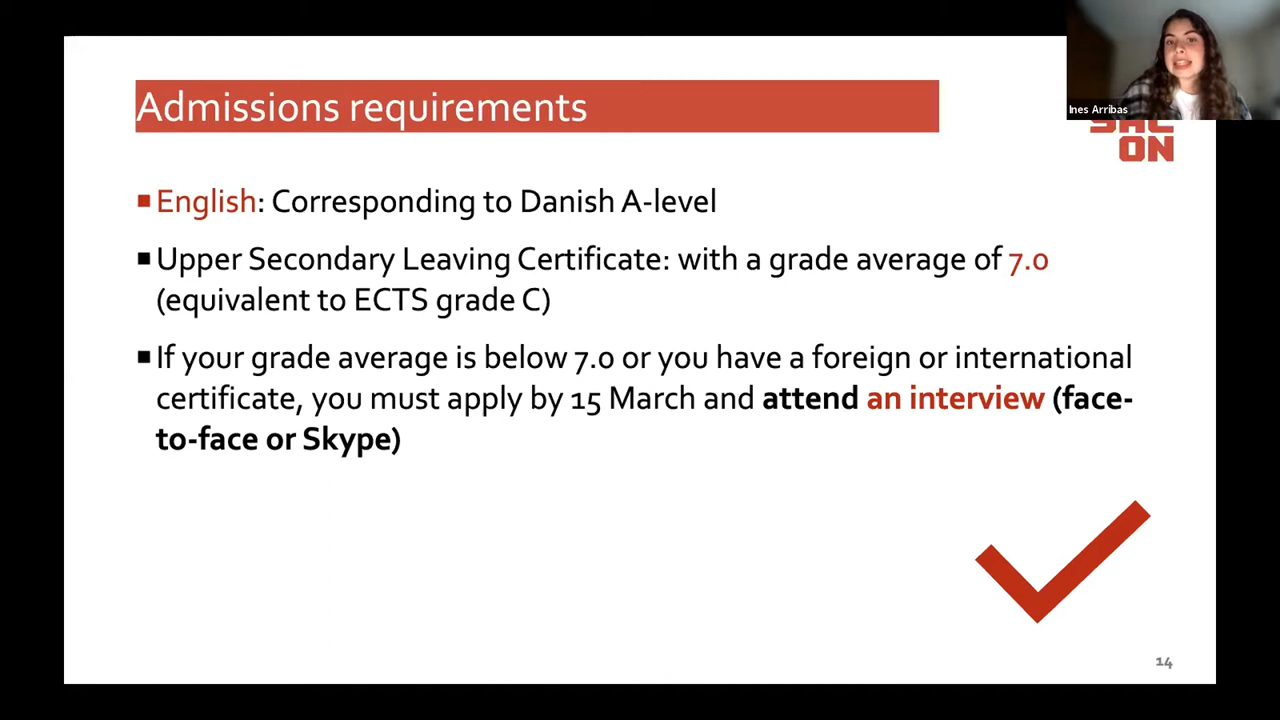 Admissions requirements
Ines Arribas
ON
English: Corresponding to Danish A-level
Upper Secondary Leaving Certificate: with a grade average of 7.0
(equivalent to ECTS grade C)
If your grade average is below 7.0 or you have a foreign or international
certificate, you must apply by 15 March and attend an interview (face-
to-face or Skype)
14